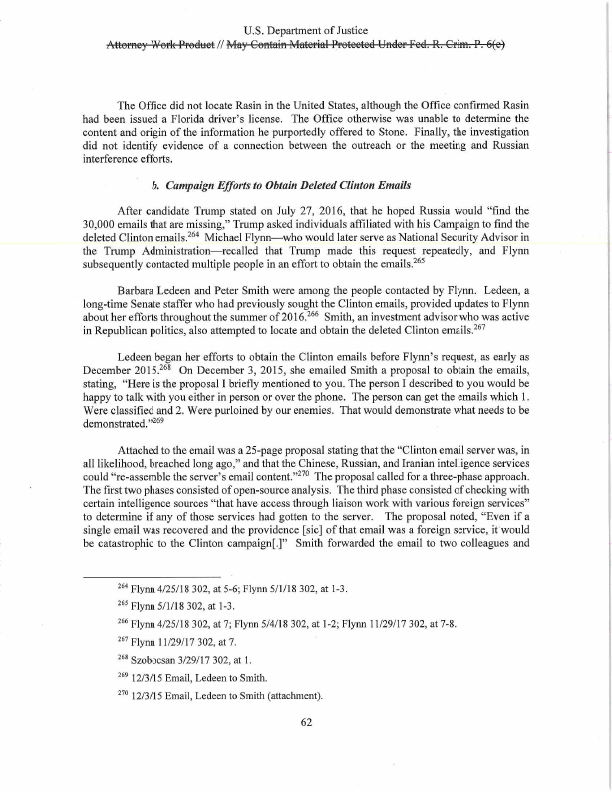 U.S. Department of Justice
Attorney Work Product // May Contain Material Protected Under Fed. R. Crim. P. 6(e)
The Office did not locate Rasin in the United States, although the Office confirmed Rasin
had been issued a Florida driver's license. The Office otherwise was unable to determine the
content and origin of the information he purportedly offered to Stone. Finally, the investigation
did not identify evidence of a connection between the outreach or the meeting and Russian
interference efforts.
b. Campaign Efforts to Obtain Deleted Clinton Emails
After candidate Trump stated on July 27, 2016, that he hoped Russia would “find the
30,000 emails that are missing,” Trump asked individuals affiliated with his Campaign to find the
deleted Clinton emails.264 Michael Flynn—who would later serve as National Security Advisor in
the Trump Administration—recalled that Trump made this request repeatedly, and Flynn
subsequently contacted multiple people in an effort to obtain the emails.265
Barbara Ledeen and Peter Smith were among the people contacted by Flynn. Ledeen, a
long-time Senate staffer who had previously sought the Clinton emails, provided updates to Flynn
about her efforts throughout the summer of 2016.266 Smith, an investment advisor who was active
in Republican politics, also attempted to locate and obtain the deleted Clinton emails.267
Ledeen began her efforts to obtain the Clinton emails before Flynn's request, as early as
December 2015.268 On December 3, 2015, she emailed Smith a proposal to obtain the emails,
stating, “Here is the proposal I briefly mentioned to you. The person I described to you would be
happy to talk with you either in person or over the phone. The person can get the emails which 1.
Were classified and 2. Were purloined by our enemies. That would demonstrate what needs to be
demonstrated.”269
Attached to the email was a 25-page proposal stating that the “Clinton email server was, in
all likelihood, breached long ago,” and that the Chinese, Russian, and Iranian intelligence services
could “re-assemble the server's email content.”270 The proposal called for a three-phase approach.
The first two phases consisted of open-source analysis. The third phase consisted of checking with
certain intelligence sources “that have access through liaison work with various foreign services”
to determine if any of those services had gotten to the server. The proposal noted, “Even if a
single email was recovered and the providence [sic] of that email was a foreign service, it would
be catastrophic to the Clinton campaign[.]” Smith forwarded the email to two colleagues and
264 Flynn 4/25/18 302, at 5-6; Flynn 5/1/18 302, at 1-3.
265 Flynn 5/1/18 302, at 1-3.
266 Flynn 4/25/18 302, at 7; Flynn 5/4/18 302, at 1-2; Flynn 11/29/17 302, at 7-8.
267 Flynn 11/29/17 302, at 7.
268 Szobocsan 3/29/17 302, at 1.
269 12/3/15 Email, Ledeen to Smith.
270 12/3/15 Email, Ledeen to Smith (attachment).
62